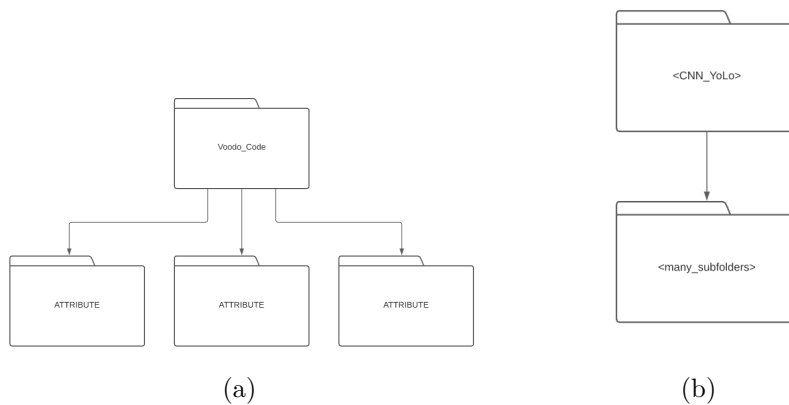 Voodo_Code
ATTRIBUTE
ATTRIBUTE
ATTRIBUTE
(a)
<CNN_YoLo>
<many_subfolders>
(b)